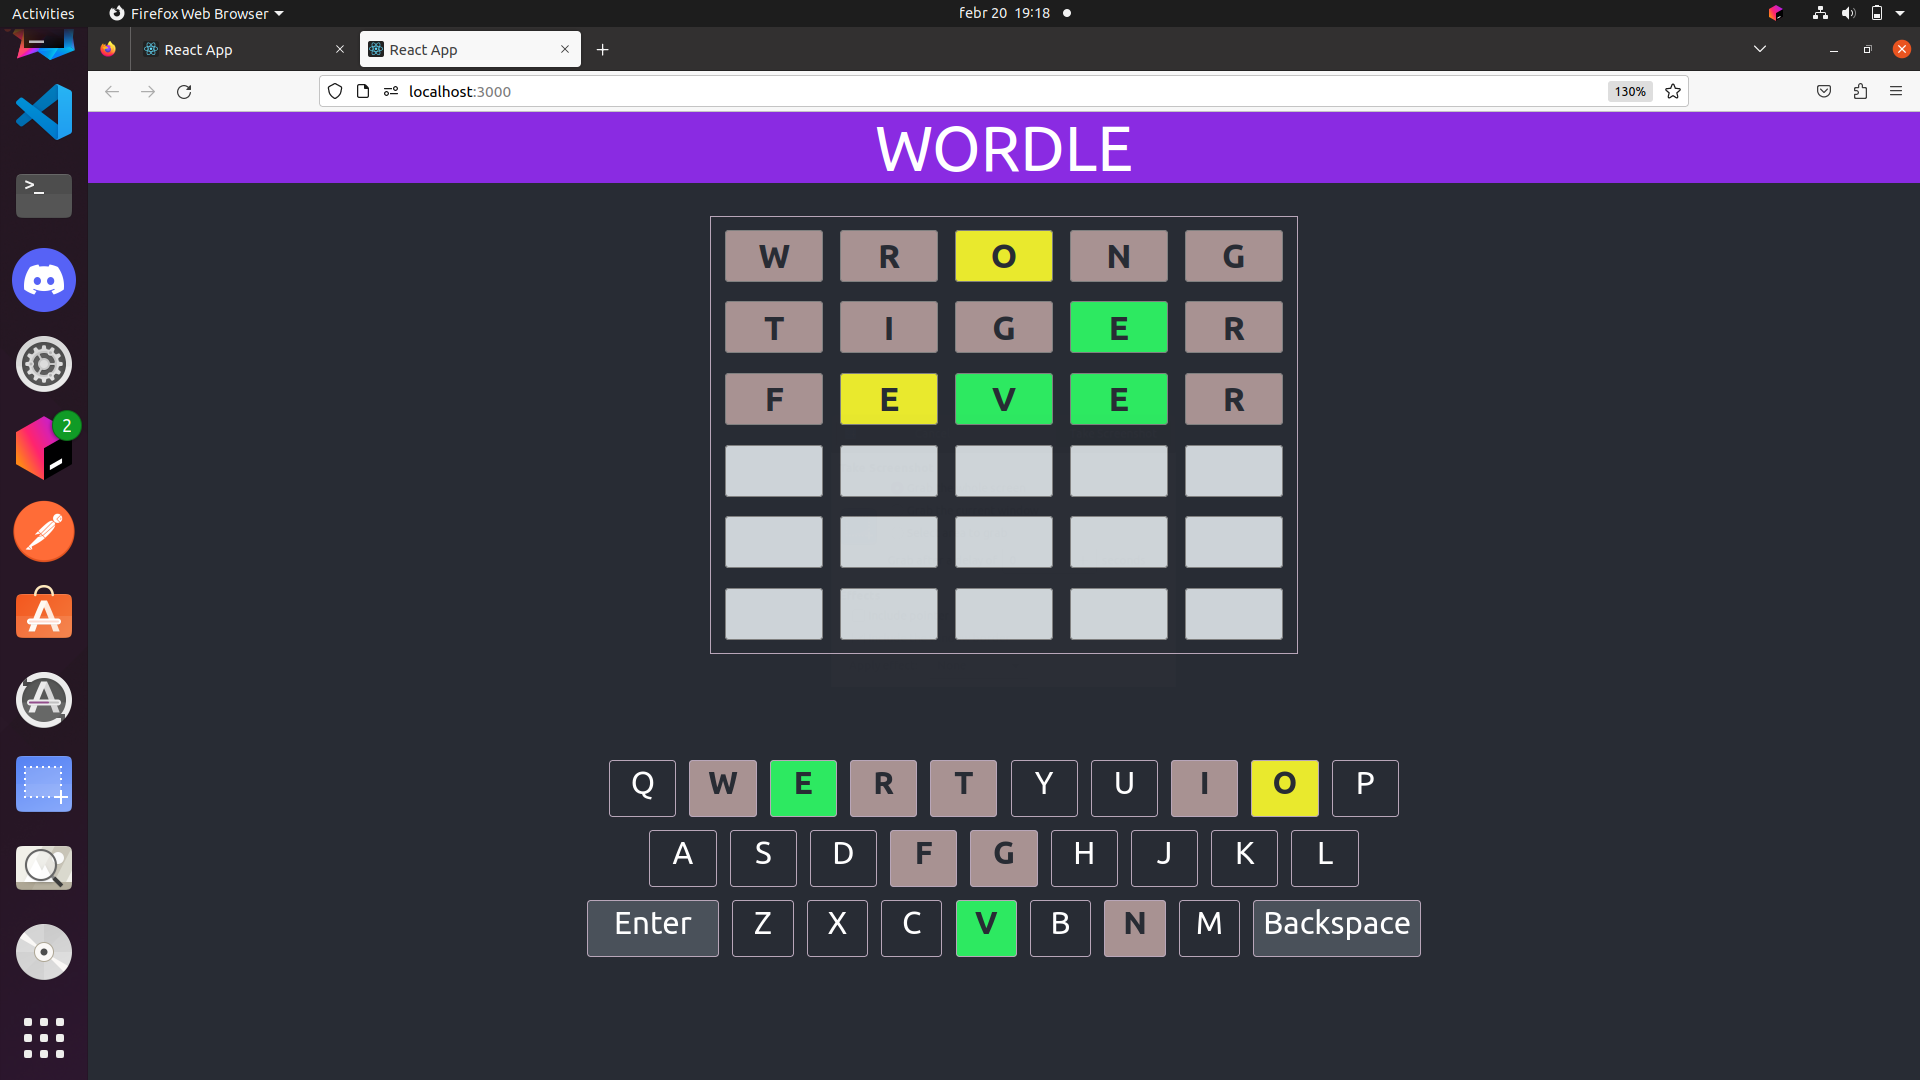 Activities Firefox Web Browser febr 20 19:18
React App React App
localhost:3000 130%
WORDLE
W R O N G
T I G E R
F E V E R
2
Q W E R T Y U I O P
A S D F G H J K L
Enter Z X C V B N M Backspace